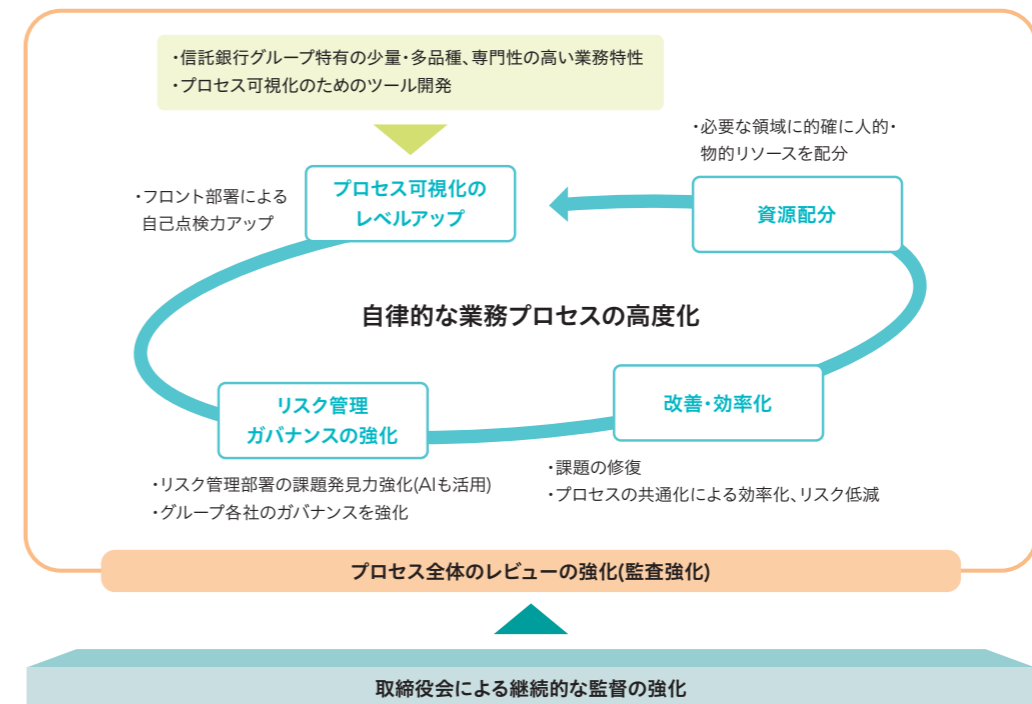 ・信託銀行グループ特有の少量・多品種、専門性の高い業務特性
・プロセス可視化のためのツール開発
・必要な領域に的確に人的・
物的リソースを配分
・フロント部署による
自己点検力アップ
プロセス可視化の
レベルアップ
資源配分
自律的な業務プロセスの高度化
リスク管理
ガバナンスの強化
改善・効率化
・リスク管理部署の課題発見力強化(AIも活用)
・グループ各社のガバナンスを強化
・課題の修復
・プロセスの共通化による効率化、リスク低減
プロセス全体のレビューの強化(監査強化)
取締役会による継続的な監督の強化